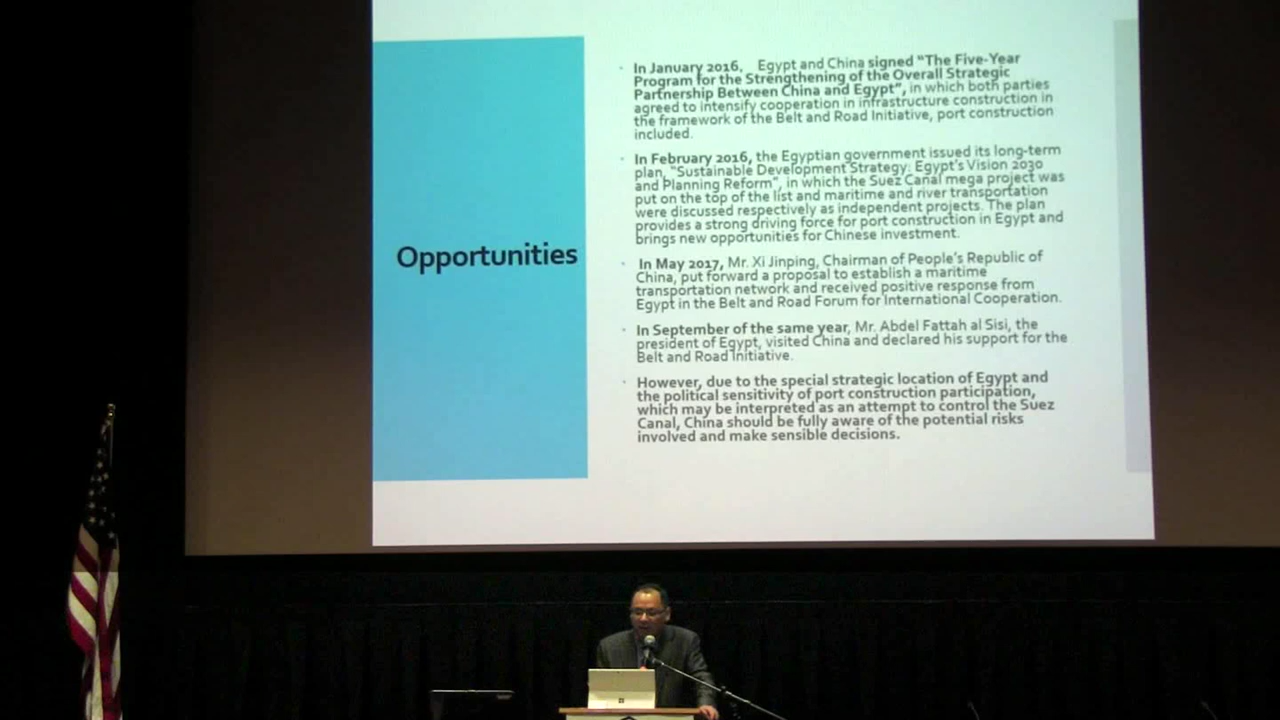 Opportunities
In January 2016, Egypt and China signed “The Five-Year
Program for the Strengthening of the Overall Strategic
Partnership Between China and Egypt”, in which both parties
agreed to intensify cooperation in infrastructure construction in
the framework of the Belt and Road Initiative, port construction
included.
In February 2016, the Egyptian government issued its long-term
plan, “Sustainable Development Strategy: Egypt’s Vision 2030
and Planning Reform”, in which the Suez Canal mega project was
put on the top of the list and maritime and river transportation
were discussed respectively as independent projects. The plan
provides a strong driving force for port construction in Egypt and
brings new opportunities for Chinese investment.
In May 2017, Mr. Xi Jinping, Chairman of People’s Republic of
China, put forward a proposal to establish a maritime
transportation network and received positive response from
Egypt in the Belt and Road Forum for International Cooperation.
In September of the same year, Mr. Abdel Fattah al Sisi, the
president of Egypt, visited China and declared his support for the
Belt and Road Initiative.
However, due to the special strategic location of Egypt and
the political sensitivity of port construction participation,
which may be interpreted as an attempt to control the Suez
Canal, China should be fully aware of the potential risks
involved and make sensible decisions.